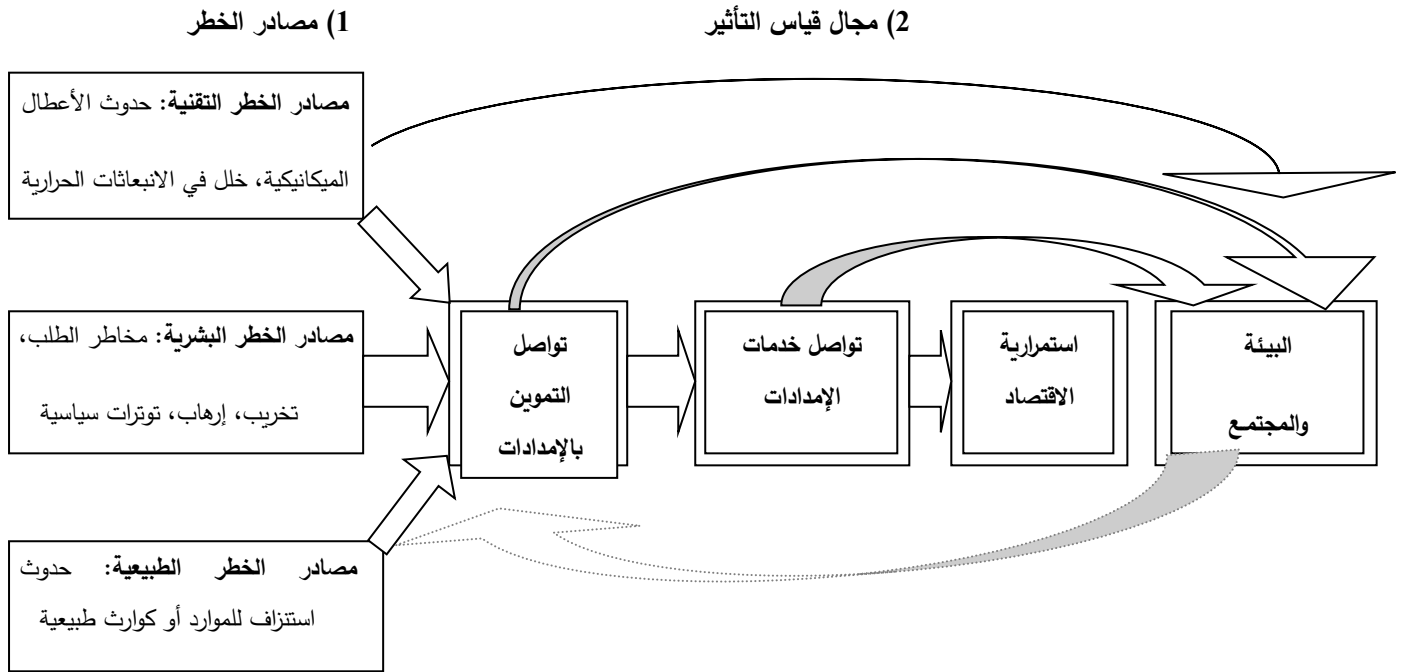 1) مصادر الخطر
2) مجال قياس التأثير
مصادر الخطر التقنية: حدوث الأعطال
الميكانيكية، خلل في الانبعاثات الحرارية
مصادر الخطر البشرية: مخاطر الطلب،
تخريب، إرهاب، توترات سياسية
مصادر الخطر الطبيعية: حدوث
استنزاف للموارد أو كوارث طبيعية
تواصل
التموين
بالإمدادات
تواصل خدمات
الإمدادات
استمرارية
الاقتصاد
البيئة
والمجتمع